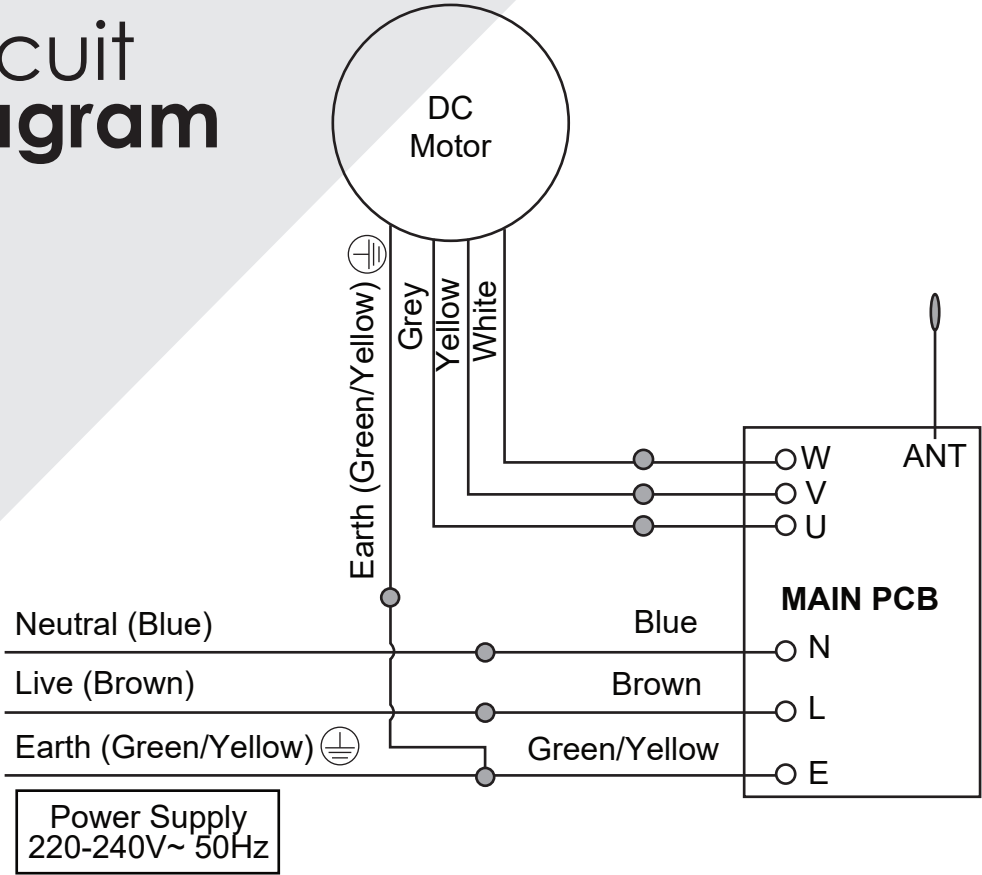 cuit
agram
DC
Motor
Earth (Green/Yellow)
Grey
Yellow
White
ANT
W
V
U
MAIN PCB
Neutral (Blue)
Blue
N
Live (Brown)
Brown
L
Earth (Green/Yellow)
Green/Yellow
E
Power Supply
220-240V~ 50Hz